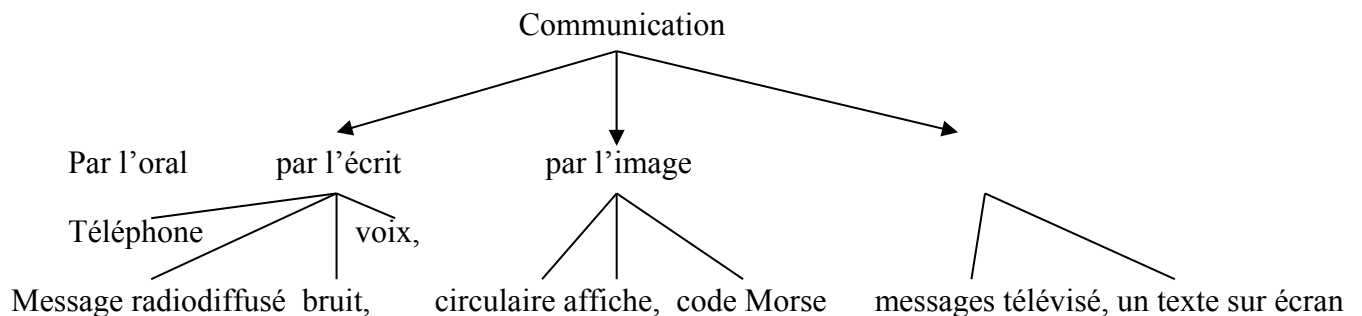 Communication
Par l’oral par l’écrit par l’image
Téléphone voix,
Message radiodiffusé bruit, circulaire affiche, code Morse messages télévisé, un texte sur écran